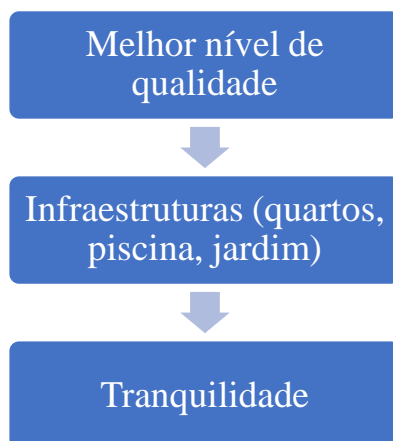 Melhor nível de
qualidade
Infraestruturas (quartos,
piscina, jardim)
Tranquilidade